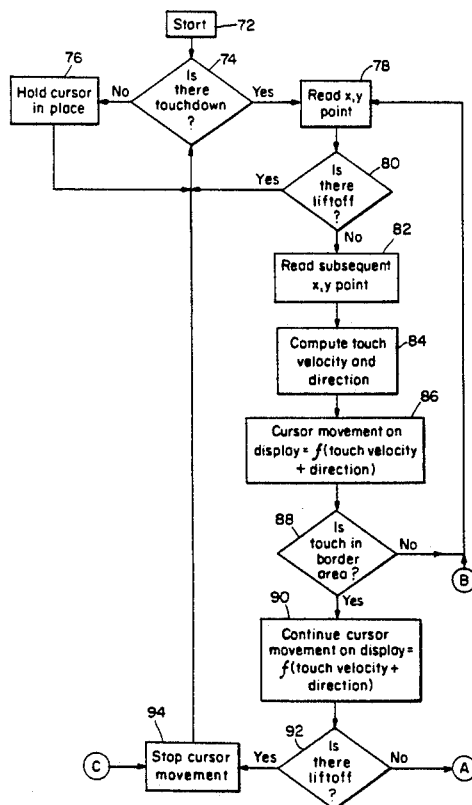 Start
72
74
Is
there
touchdown
?
No
Yes
76
Hold cursor
in place
78
Read x,y
point
80
Is
there
liftoff
?
Yes
No
82
Read subsequent
x,y point
84
Compute touch
velocity and
direction
86
Cursor movement on
display = f(touch velocity
+ direction)
88
Is
touch in
border
area?
No
Yes
B
90
Continue cursor
movement on display =
f(touch velocity +
direction)
92
Is
there
liftoff
?
Yes
No
A
94
Stop cursor
movement
C